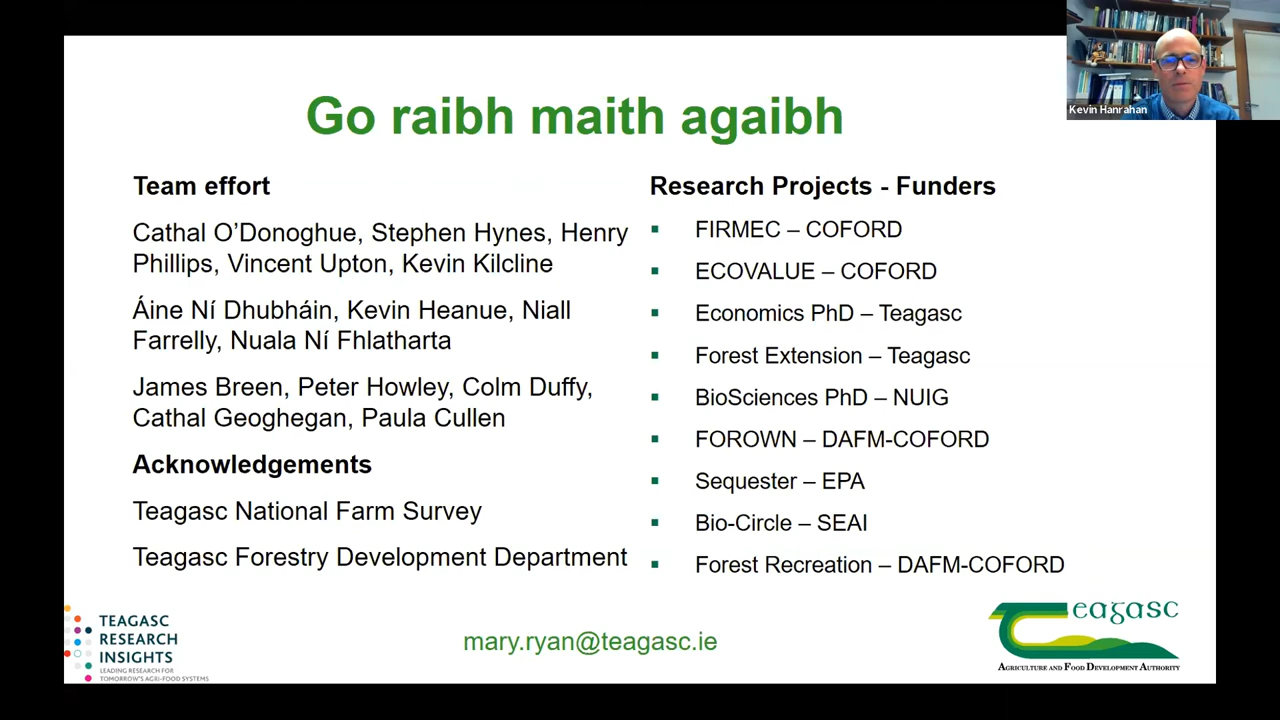 Go raibh maith agaibh
Kevin Hanrahan
Team effort
Cathal O’Donoghue, Stephen Hynes, Henry
Phillips, Vincent Upton, Kevin Kilcline
Áine Ní Dhubháin, Kevin Heanue, Niall
Farrelly, Nuala Ní Fhlatharta
James Breen, Peter Howley, Colm Duffy,
Cathal Geoghegan, Paula Cullen
Acknowledgements
Teagasc National Farm Survey
Teagasc Forestry Development Department
Research Projects - Funders
▪ FIRMEC – COFORD
▪ ECOVALUE – COFORD
▪ Economics PhD – Teagasc
▪ Forest Extension – Teagasc
▪ BioSciences PhD – NUIG
▪ FOROWN – DAFM-COFORD
▪ Sequester – EPA
▪ Bio-Circle – SEAI
▪ Forest Recreation – DAFM-COFORD
TEAGASC
RESEARCH
INSIGHTS
LEADING RESEARCH FOR
TOMORROW'S AGRI-FOOD SYSTEMS
mary.ryan@teagasc.ie
Teagasc
AGRICULTURE AND FOOD DEVELOPMENT AUTHORITY